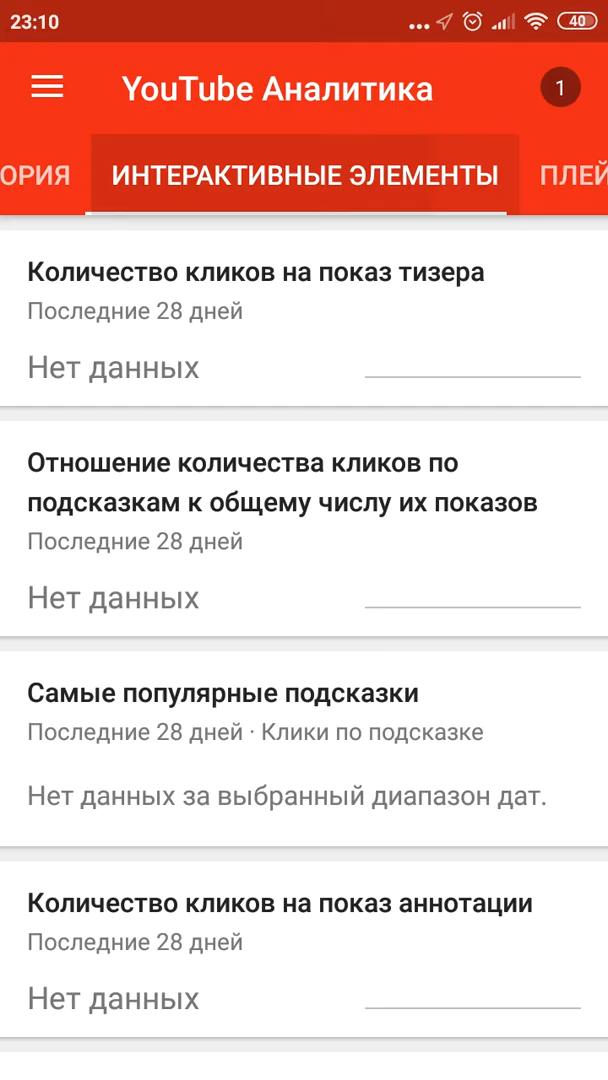 23:10
40
YouTube Аналитика
1
ОРИЯ
ИНТЕРАКТИВНЫЕ ЭЛЕМЕНТЫ
ПЛЕЙ
Количество кликов на показ тизера
Последние 28 дней
Нет данных
Отношение количества кликов по
подсказкам к общему числу их показов
Последние 28 дней
Нет данных
Самые популярные подсказки
Последние 28 дней · Клики по подсказке
Нет данных за выбранный диапазон дат.
Количество кликов на показ аннотации
Последние 28 дней
Нет данных